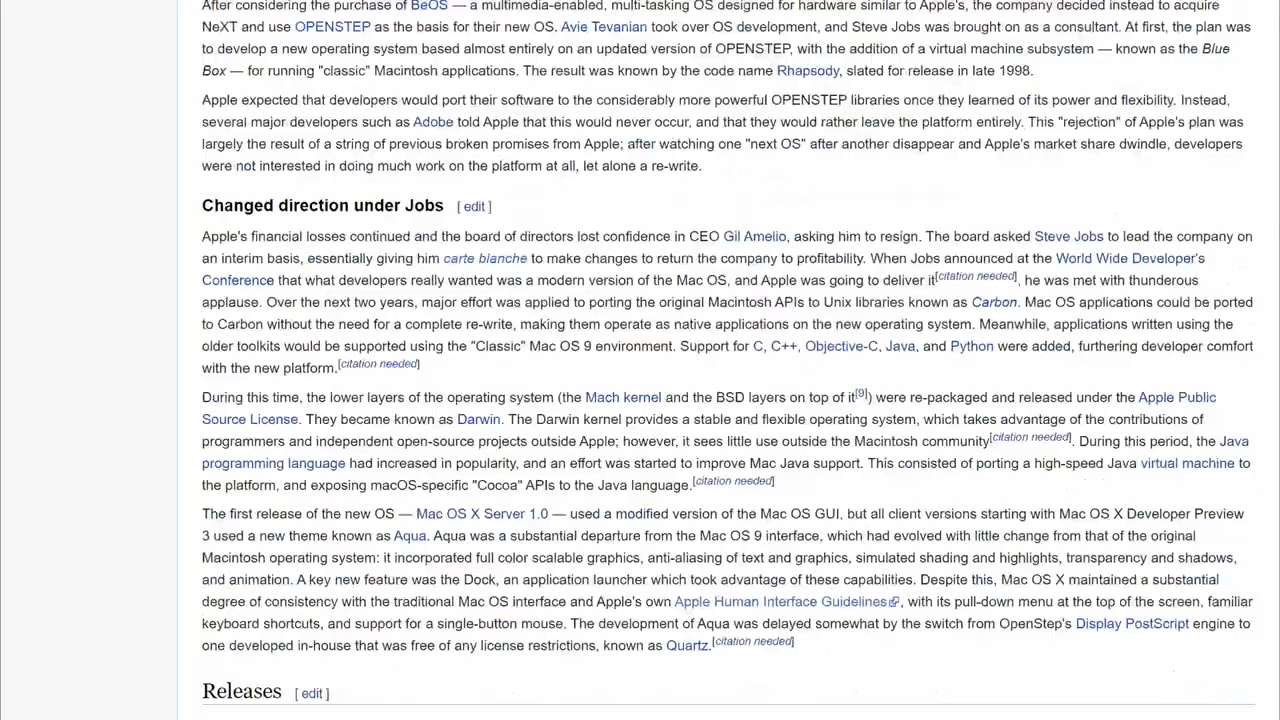 After considering the purchase of BeOS — a multimedia-enabled, multi-tasking OS designed for hardware similar to Apple's, the company decided instead to acquire
NeXT and use OPENSTEP as the basis for their new OS. Avie Tevanian took over OS development, and Steve Jobs was brought on as a consultant. At first, the plan was
to develop a new operating system based almost entirely on an updated version of OPENSTEP, with the addition of a virtual machine subsystem — known as the Blue
Box — for running "classic" Macintosh applications. The result was known by the code name Rhapsody, slated for release in late 1998.
Apple expected that developers would port their software to the considerably more powerful OPENSTEP libraries once they learned of its power and flexibility. Instead,
several major developers such as Adobe told Apple that this would never occur, and that they would rather leave the platform entirely. This "rejection" of Apple's plan was
largely the result of a string of previous broken promises from Apple; after watching one "next OS" after another disappear and Apple's market share dwindle, developers
were not interested in doing much work on the platform at all, let alone a re-write.
Changed direction under Jobs [ edit ]
Apple's financial losses continued and the board of directors lost confidence in CEO Gil Amelio, asking him to resign. The board asked Steve Jobs to lead the company on
an interim basis, essentially giving him carte blanche to make changes to return the company to profitability. When Jobs announced at the World Wide Developer's
Conference that what developers really wanted was a modern version of the Mac OS, and Apple was going to deliver it[citation needed], he was met with thunderous
applause. Over the next two years, major effort was applied to porting the original Macintosh APIs to Unix libraries known as Carbon. Mac OS applications could be ported
to Carbon without the need for a complete re-write, making them operate as native applications on the new operating system. Meanwhile, applications written using the
older toolkits would be supported using the "Classic" Mac OS 9 environment. Support for C, C++, Objective-C, Java, and Python were added, furthering developer comfort
with the new platform.[citation needed]
During this time, the lower layers of the operating system (the Mach kernel and the BSD layers on top of it[9]) were re-packaged and released under the Apple Public
Source License. They became known as Darwin. The Darwin kernel provides a stable and flexible operating system, which takes advantage of the contributions of
programmers and independent open-source projects outside Apple; however, it sees little use outside the Macintosh community[citation needed]. During this period, the Java
programming language had increased in popularity, and an effort was started to improve Mac Java support. This consisted of porting a high-speed Java virtual machine to
the platform, and exposing macOS-specific "Cocoa" APIs to the Java language.[citation needed]
The first release of the new OS — Mac OS X Server 1.0 — used a modified version of the Mac OS GUI, but all client versions starting with Mac OS X Developer Preview
3 used a new theme known as Aqua. Aqua was a substantial departure from the Mac OS 9 interface, which had evolved with little change from that of the original
Macintosh operating system: it incorporated full color scalable graphics, anti-aliasing of text and graphics, simulated shading and highlights, transparency and shadows,
and animation. A key new feature was the Dock, an application launcher which took advantage of these capabilities. Despite this, Mac OS X maintained a substantial
degree of consistency with the traditional Mac OS interface and Apple's own Apple Human Interface Guidelines, with its pull-down menu at the top of the screen, familiar
keyboard shortcuts, and support for a single-button mouse. The development of Aqua was delayed somewhat by the switch from OpenStep's Display PostScript engine to
one developed in-house that was free of any license restrictions, known as Quartz.[citation needed]
Releases [ edit ]